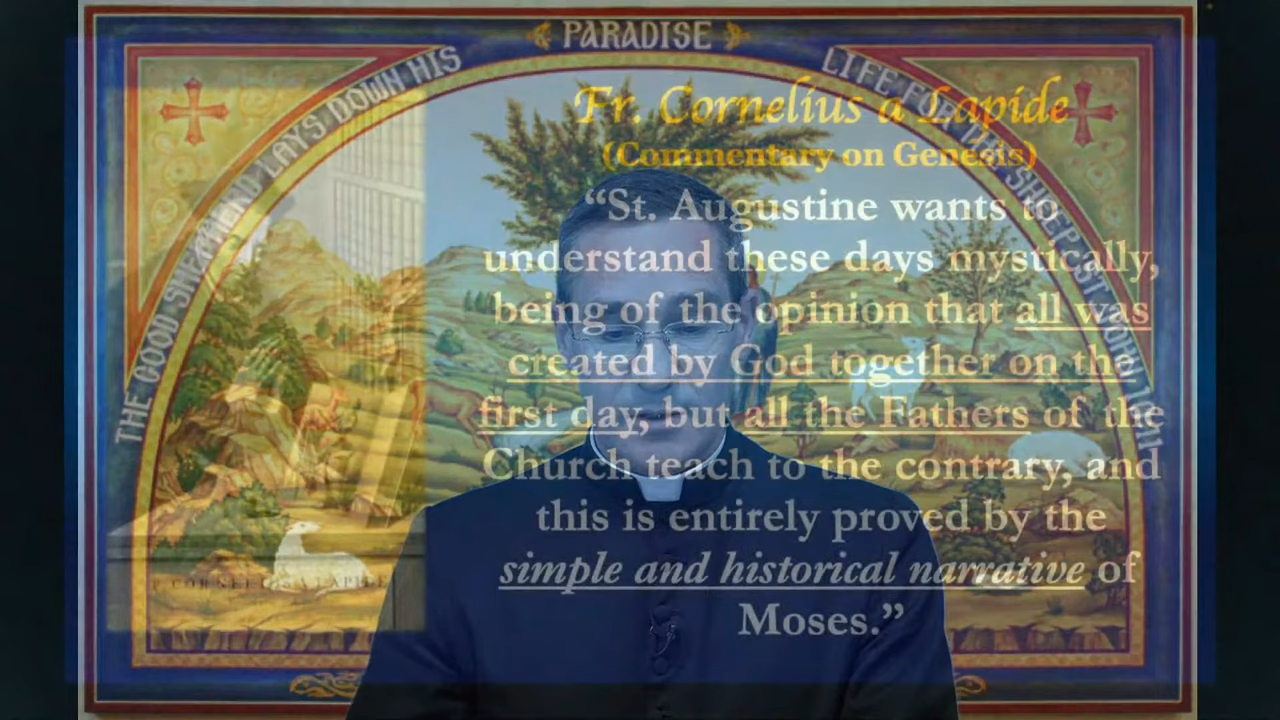 PARADISE
THE GOOD SHEPHERD LAYS DOWN HIS
LIFE FOR THE SHEEP
Fr. Cornelius a Lapide
(Commentary on Genesis)
“St. Augustine wants to
understand these days mystically,
being of the opinion that all was
created by God together on the
first day, but all the Fathers of the
Church teach to the contrary, and
this is entirely proved by the
simple and historical narrative of
Moses.”
P CORNELIUS A LAPIDE